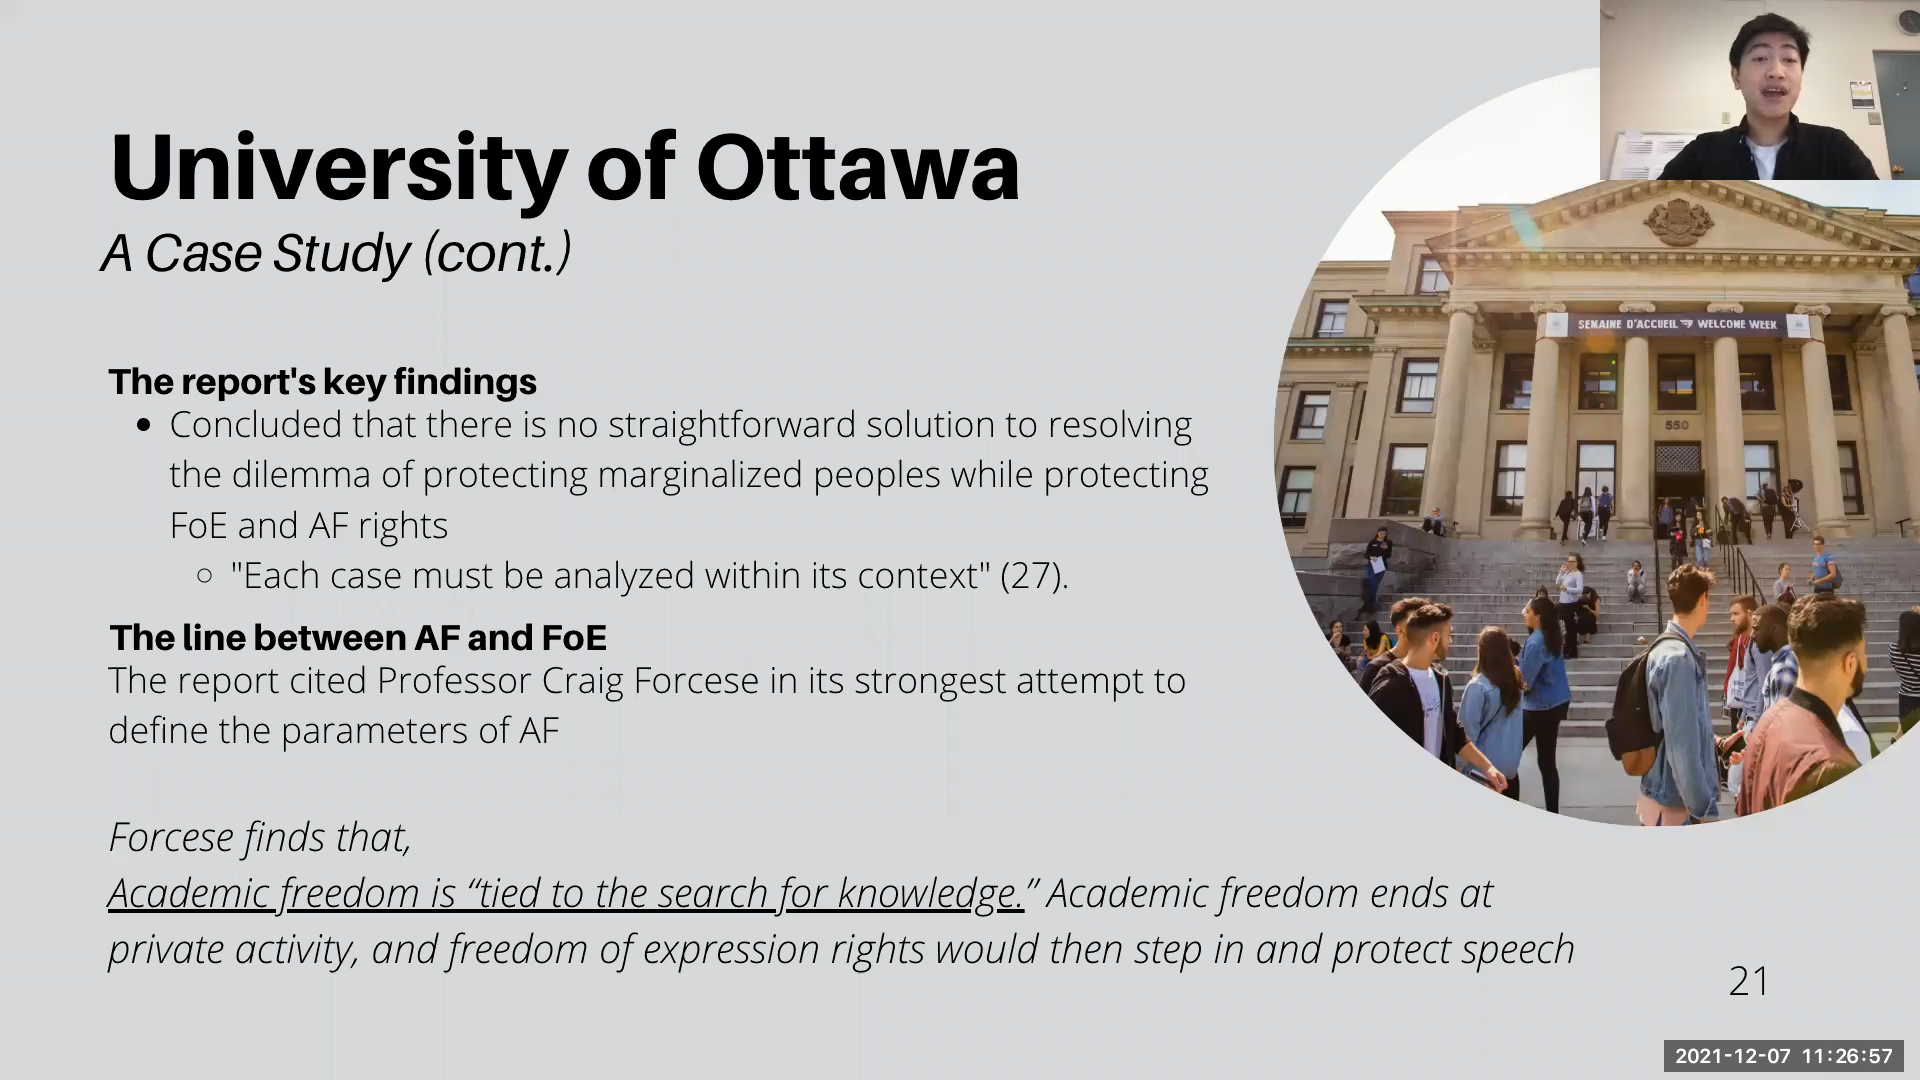 University of Ottawa
A Case Study (cont.)
SEMAINE D'ACCUEIL WELCOME WEEK
550
The report's key findings
• Concluded that there is no straightforward solution to resolving
the dilemma of protecting marginalized peoples while protecting
FoE and AF rights
○ "Each case must be analyzed within its context" (27).
The line between AF and FoE
The report cited Professor Craig Forcese in its strongest attempt to
define the parameters of AF
Forcese finds that,
Academic freedom is “tied to the search for knowledge.” Academic freedom ends at
private activity, and freedom of expression rights would then step in and protect speech
21
2021-12-07 11:26:57